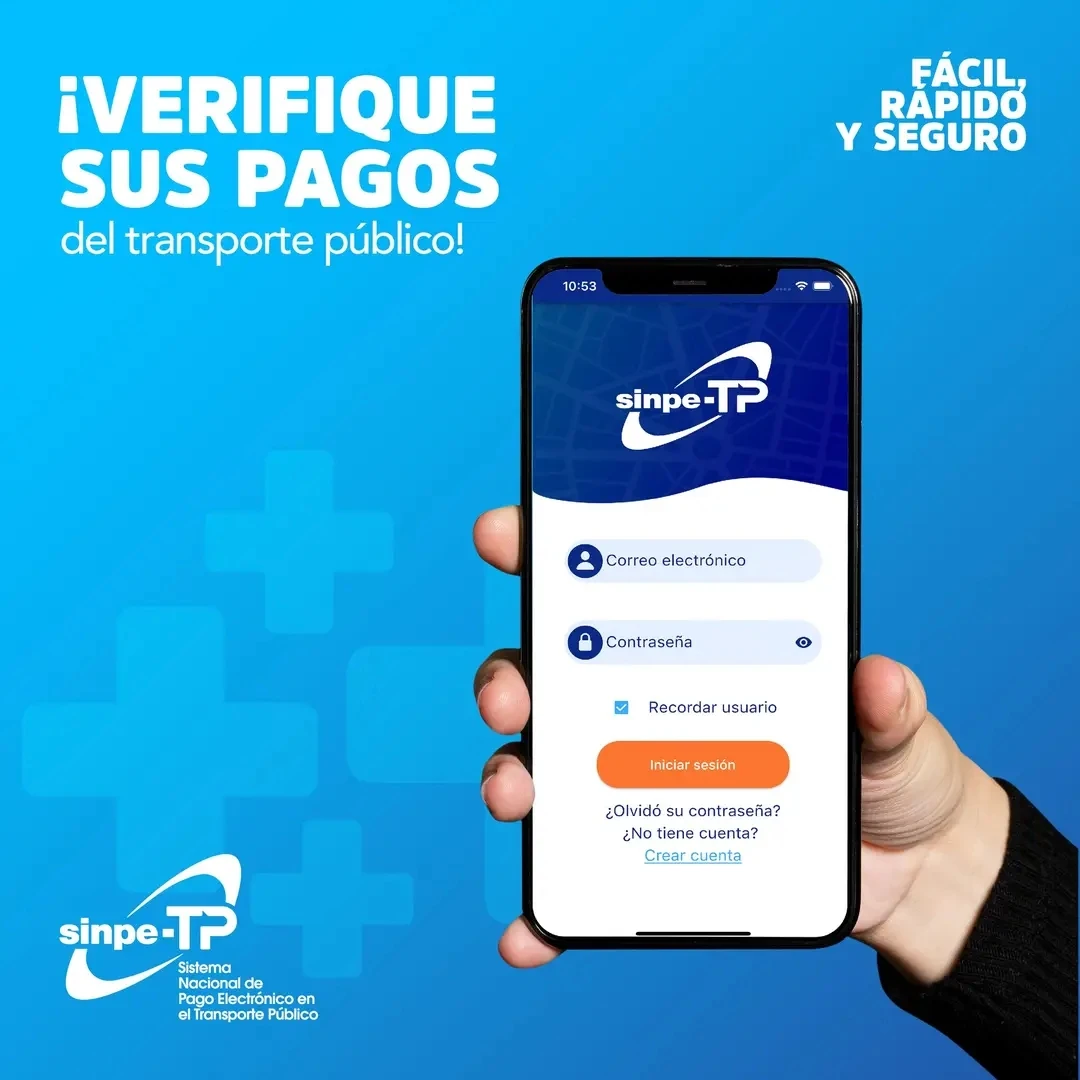 ¡VERIFIQUE
SUS PAGOS
del transporte público!
FÁCIL,
RÁPIDO
Y SEGURO
10:53
sinpe-TP
Correo electrónico
Contraseña
Recordar usuario
Iniciar sesión
¿Olvidó su contraseña?
¿No tiene cuenta?
Crear cuenta
sinpe-TP
Sistema
Nacional de
Pago Electrónico en
el Transporte Público